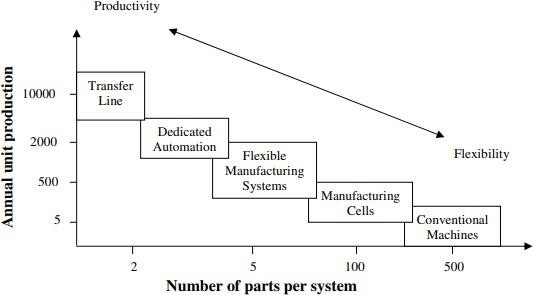 Productivity
Annual unit production
10000
2000
500
5
Transfer
Line
Dedicated
Automation
Flexible
Manufacturing
Systems
Manufacturing
Cells
Conventional
Machines
Flexibility
2
5
100
500
Number of parts per system